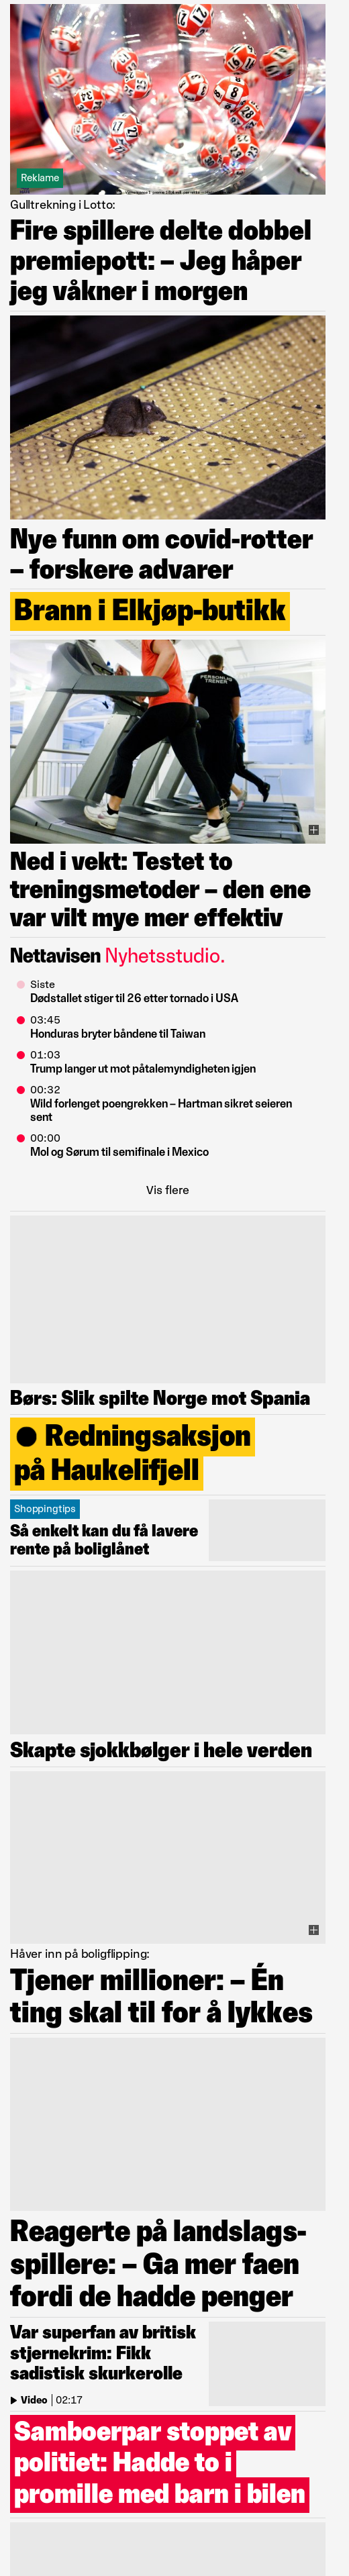 Reklame
Gulltrekning i Lotto:
Fire spillere delte dobbel
premiepott: – Jeg håper
jeg våkner i morgen
Nye funn om covid-rotter
– forskere advarer
Brann i Elkjøp-butikk
PERSONLIG
TRENER
Ned i vekt: Testet to
treningsmetoder – den ene
var vilt mye mer effektiv
Nettavisen Nyhetsstudio.
Siste
Dødstallet stiger til 26 etter tornado i USA
03:45
Honduras bryter båndene til Taiwan
01:03
Trump langer ut mot påtalemyndigheten igjen
00:32
Wild forlenget poengrekken – Hartman sikret seieren
sent
00:00
Mol og Sørum til semifinale i Mexico
Vis flere
Børs: Slik spilte Norge mot Spania
Redningsaksjon
på Haukelifjell
Shoppingtips
Så enkelt kan du få lavere
rente på boliglånet
Skapte sjokkbølger i hele verden
Håver inn på boligflipping:
Tjener millioner: – Én
ting skal til for å lykkes
Reagerte på landslags-
spillere: – Ga mer faen
fordi de hadde penger
Var superfan av britisk
stjernekrim: Fikk
sadistisk skurkerolle
Video | 02:17
Samboerpar stoppet av
politiet: Hadde to i
promille med barn i bilen